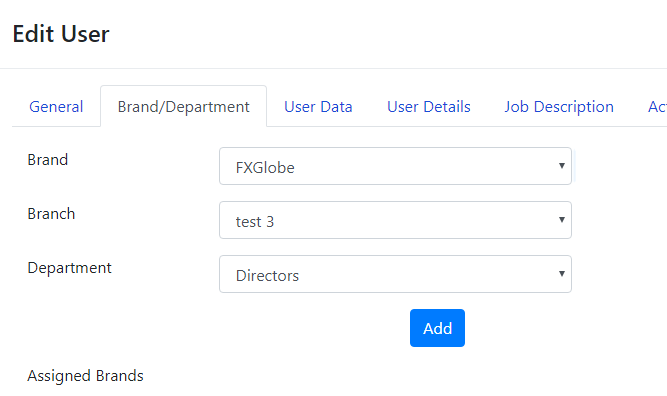 Edit User
General Brand/Department User Data User Details Job Description Ac
Brand FXGlobe
Branch test 3
Department Directors
Add
Assigned Brands